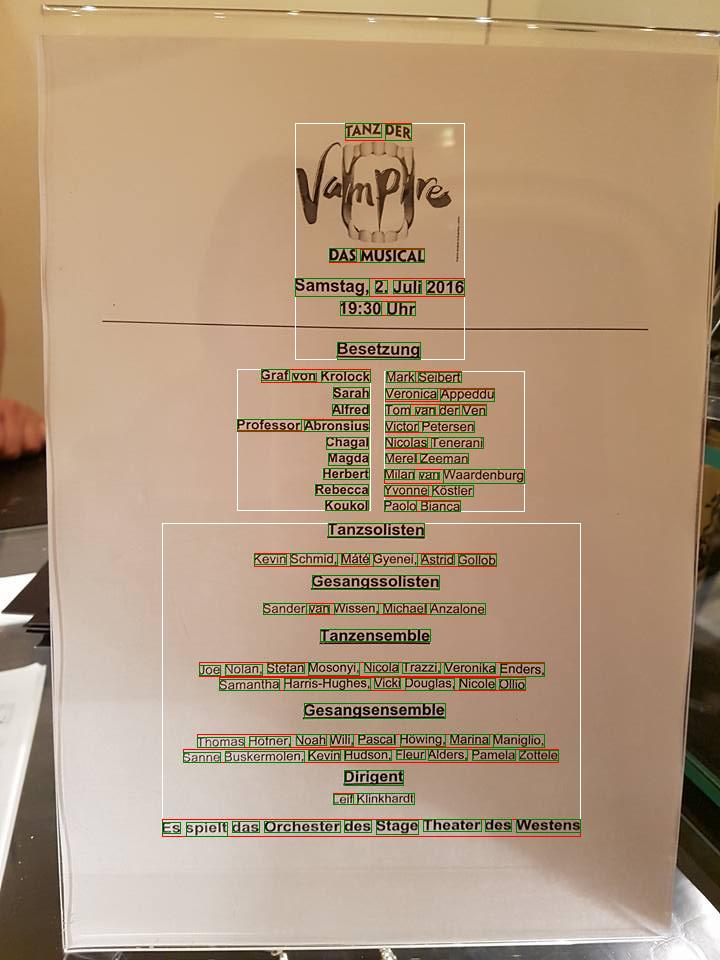 TANZ DER
Vampire
DAS MUSICAL
Samstag, 2. Juli 2016
19:30 Uhr
Besetzung
Graf von Krolock Mark Seibert
Sarah Veronica Appeddu
Alfred Tom van der Ven
Professor Abronsius Victor Petersen
Chagal Nicolas Tenerani
Magda Merel Zeeman
Herbert Milan van Waardenburg
Rebecca Yvonne Köstler
Koukol Paolo Bianca
Tanzsolisten
Kevin Schmid, Máté Gyenei, Astrid Gollob
Gesangssolisten
Sander van Wissen, Michael Anzalone
Tanzensemble
Joe Nolan, Stefan Mosonyi, Nicola Trazzi, Veronika Enders,
Samantha Harris-Hughes, Vicki Douglas, Nicole Ollio
Gesangsensemble
Thomas Höfner, Noah Wili, Pascal Höwing, Marina Maniglio,
Sanne Buskermolen, Kevin Hudson, Fleur Alders, Pamela Zottele
Dirigent
Leif Klinkhardt
Es spielt das Orchester des Stage Theater des Westens